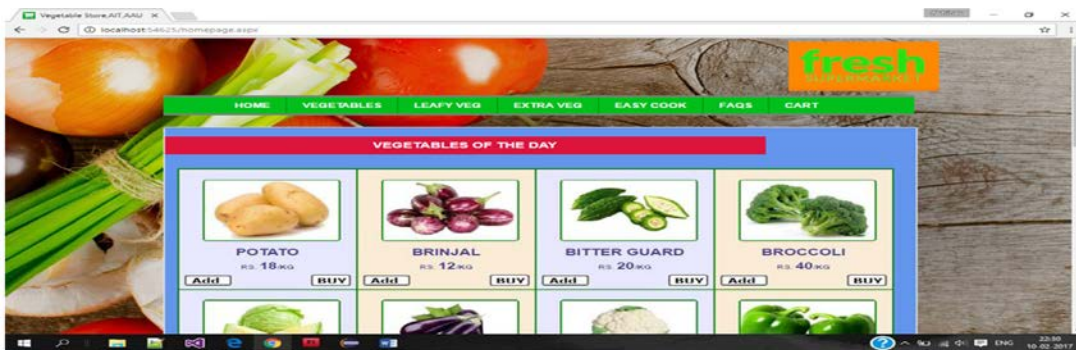 Vegetable Store,AIT,AAU
localhost:54625/homepage.aspx
fresh
SUPERMARKET
HOME VEGETABLES LEAFY VEG EXTRA VEG EASY COOK FAQS CART
VEGETABLES OF THE DAY
POTATO BRINJAL BITTER GUARD BROCCOLI
RS. 18/KG RS. 12/KG RS. 20/KG RS. 40/KG
Add BUY Add BUY Add BUY Add BUY
ENG
22:30
10-02-2017